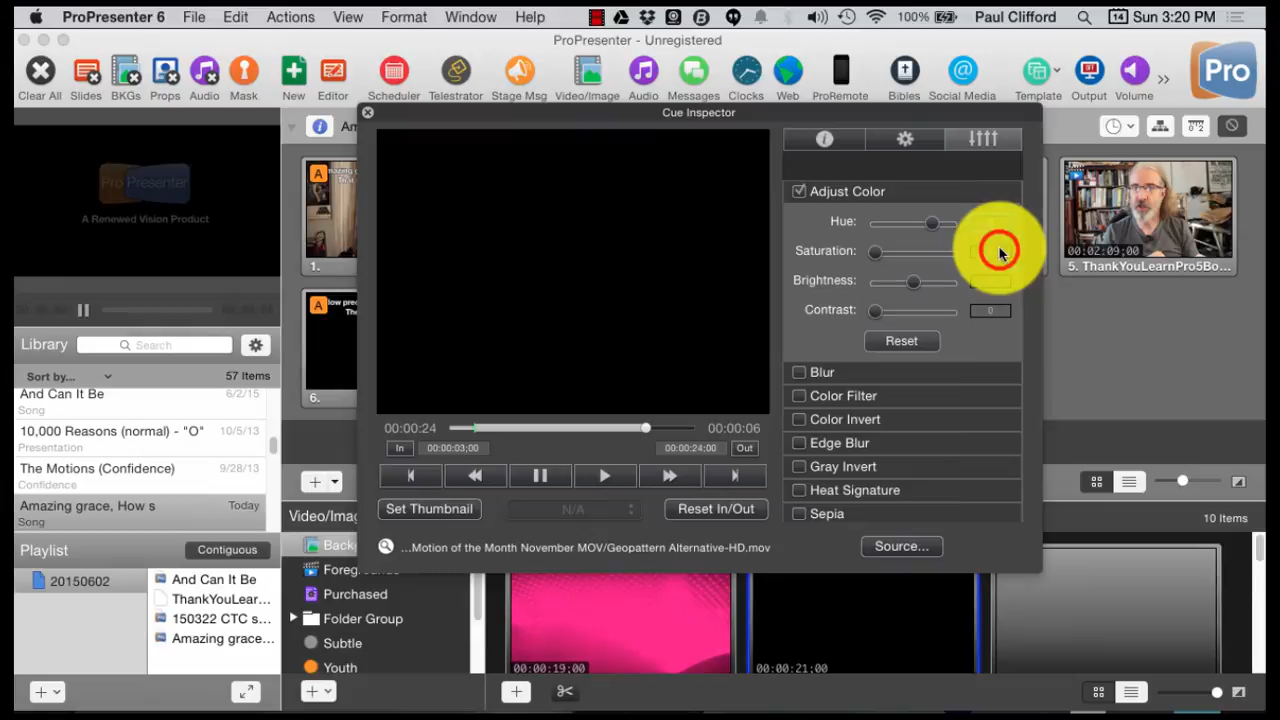 ProPresenter 6 File Edit Actions View Format Window Help 100% Paul Clifford 14 Sun 3:20 PM
ProPresenter - Unregistered
Clear All Slides BKGs Props Audio Mask New Editor Scheduler Telestrator Stage Msg Video/Image Audio Messages Clocks Web ProRemote Bibles Social Media Template Output Volume Pro
Cue Inspector
ProPresenter
A Renewed Vision Product
A
1.
A
6.
00:02:09;00
5. ThankYouLearnPro5Bo...
Adjust Color
Hue:
Saturation:
Brightness:
Contrast: 0
Reset
Blur
Color Filter
Color Invert
Edge Blur
Gray Invert
Heat Signature
Sepia
Source...
00:00:24 00:00:06
In 00:00:03;00 00:00:24;00 Out
Set Thumbnail N/A Reset In/Out
...Motion of the Month November MOV/Geopattern Alternative-HD.mov
Library Search
Sort by... 57 Items
And Can It Be 6/2/15
Song
10,000 Reasons (normal) - "O" 10/5/13
Presentation
The Motions (Confidence) 9/28/13
Confidence
Amazing grace, How s Today
Song
Playlist Contiguous
20150602
And Can It Be
ThankYouLear...
150322 CTC s...
Amazing grace...
Video/Ima
10 Items
Purchased
Folder Group
Subtle
Youth
00:00:19;00
00:00:21;00